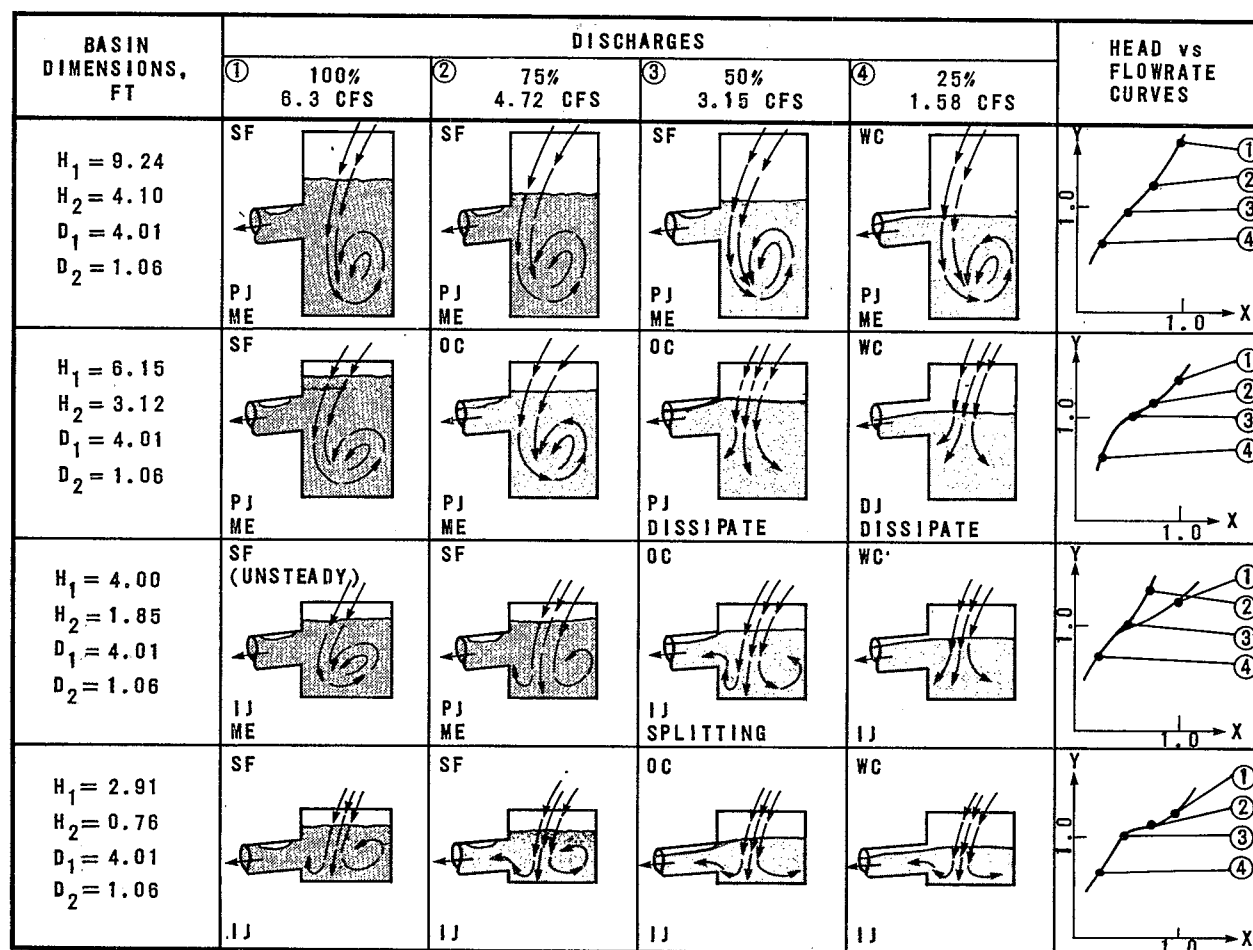 BASIN
DIMENSIONS,
FT
DISCHARGES
① 100%
6.3 CFS
② 75%
4.72 CFS
③ 50%
3.15 CFS
④ 25%
1.58 CFS
HEAD vs
FLOWRATE
CURVES
H₁ = 9.24
H₂ = 4.10
D₁ = 4.01
D₂ = 1.06
SF
PJ
ME
SF
PJ
ME
SF
PJ
ME
WC
PJ
ME
Y
1.0
①
②
③
④
1.0
X
H₁ = 6.15
H₂ = 3.12
D₁ = 4.01
D₂ = 1.06
SF
PJ
ME
OC
PJ
ME
OC
PJ
DISSIPATE
WC
DJ
DISSIPATE
Y
1.0
①
②
③
④
1.0
X
H₁ = 4.00
H₂ = 1.85
D₁ = 4.01
D₂ = 1.06
SF
(UNSTEADY)
IJ
ME
SF
PJ
ME
OC
IJ
SPLITTING
WC
IJ
Y
1.0
①
②
③
④
1.0
X
H₁ = 2.91
H₂ = 0.76
D₁ = 4.01
D₂ = 1.06
SF
IJ
SF
IJ
OC
IJ
WC
IJ
Y
1.0
①
②
③
④
1.0
X